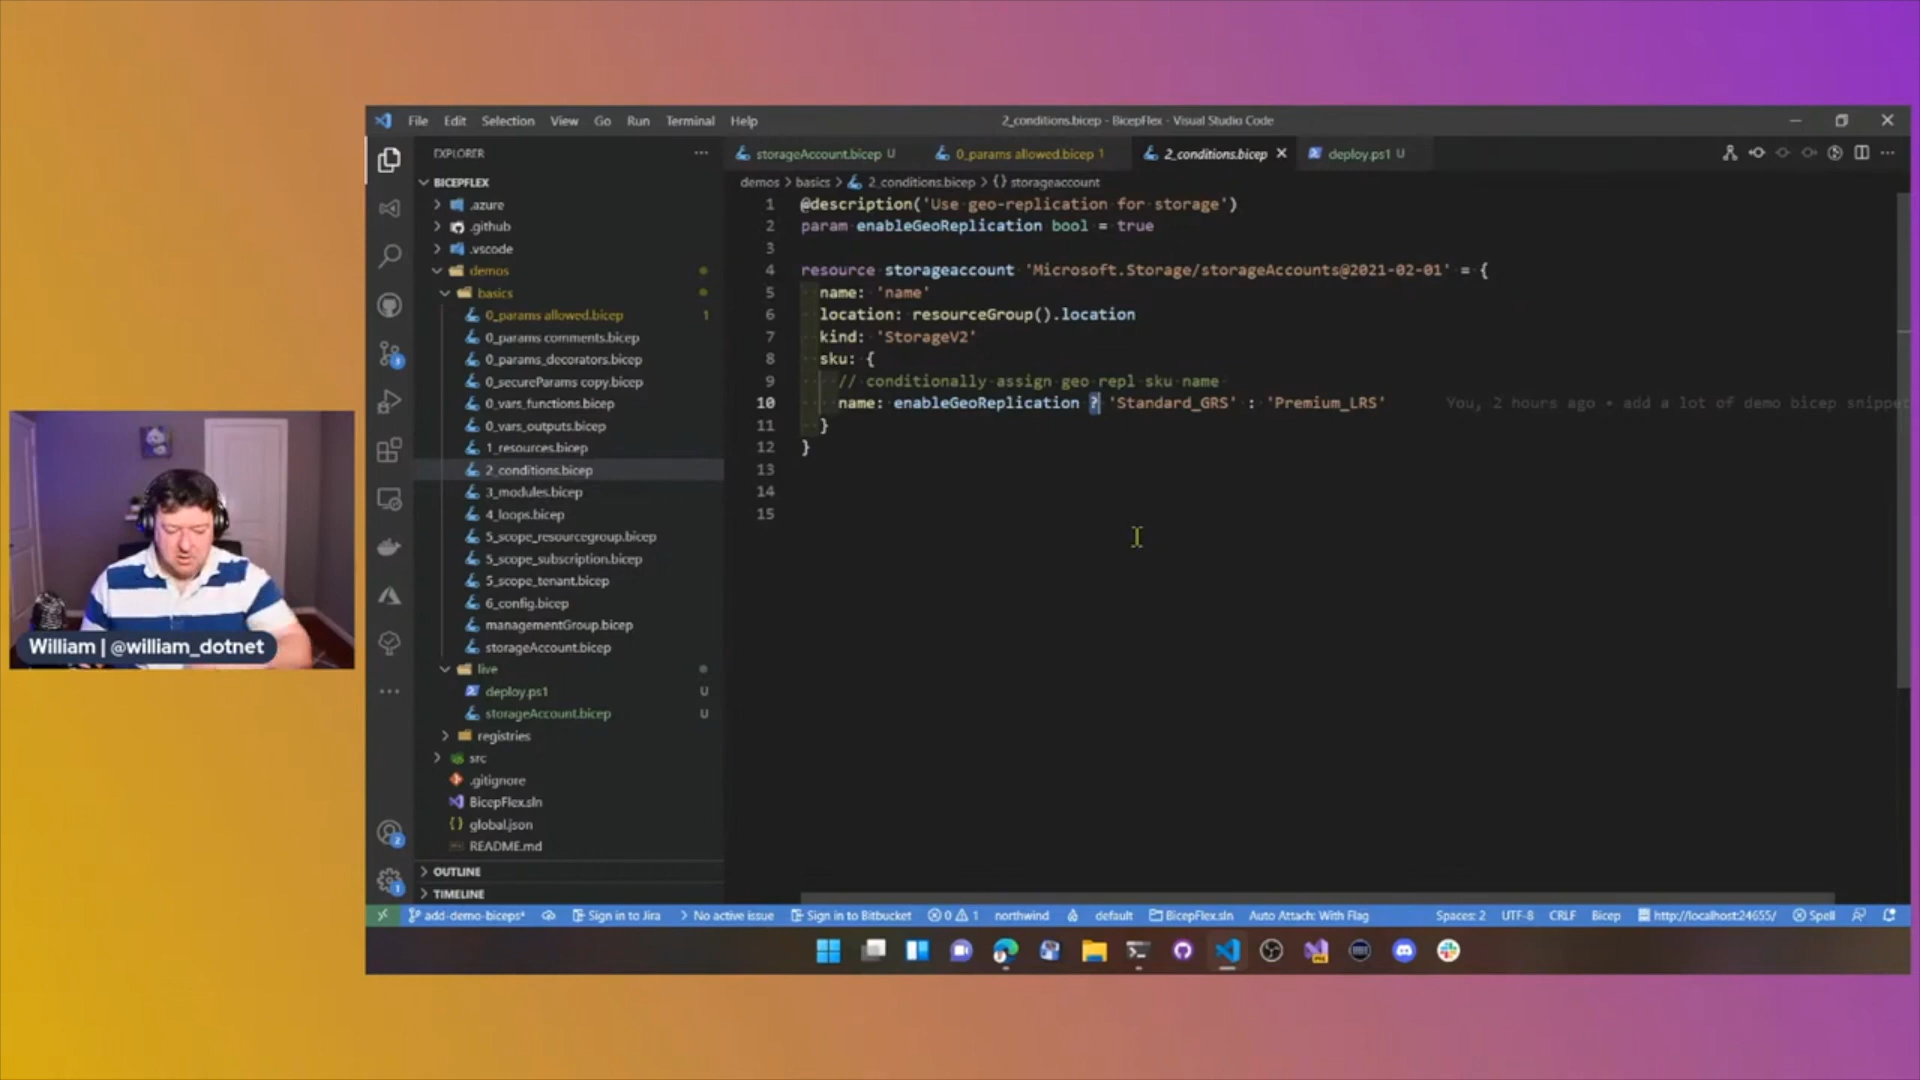 File Edit Selection View Go Run Terminal Help
2_conditions.bicep - BicepFlex - Visual Studio Code
EXPLORER
BICEPFLEX
.azure
.github
.vscode
demos
basics
0_params allowed.bicep 1
0_params comments.bicep
0_params_decorators.bicep
0_secureParams copy.bicep
0_vars_functions.bicep
0_vars_outputs.bicep
1_resources.bicep
2_conditions.bicep
3_modules.bicep
4_loops.bicep
5_scope_resourcegroup.bicep
5_scope_subscription.bicep
5_scope_tenant.bicep
6_config.bicep
managementGroup.bicep
storageAccount.bicep
live
deploy.ps1 U
storageAccount.bicep U
registries
src
.gitignore
BicepFlex.sln
global.json
README.md
OUTLINE
TIMELINE
storageAccount.bicep U 0_params allowed.bicep 1 2_conditions.bicep deploy.ps1 U
demos > basics > 2_conditions.bicep > {} storageaccount
1 @description('Use geo-replication for storage')
2 param enableGeoReplication bool = true
3
4 resource storageaccount 'Microsoft.Storage/storageAccounts@2021-02-01' = {
5 name: 'name'
6 location: resourceGroup().location
7 kind: 'StorageV2'
8 sku: {
9 // conditionally assign geo repl sku name
10 name: enableGeoReplication ? 'Standard_GRS' : 'Premium_LRS' You, 2 hours ago • add a lot of demo bicep snippet
11 }
12 }
13
14
15
William | @william_dotnet
add-demo-biceps* Sign in to Jira No active issue Sign in to Bitbucket 0 1 northwind default BicepFlex.sln Auto Attach: With Flag Spaces: 2 UTF-8 CRLF Bicep http://localhost:24655/ Spell